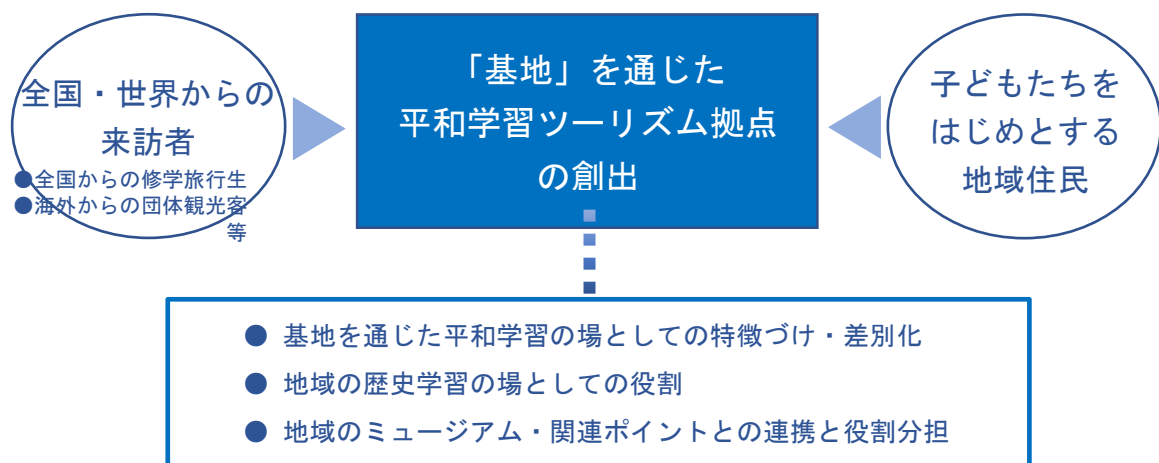 全国・世界からの
来訪者
●全国からの修学旅行生
●海外からの団体観光客
等
「基地」を通じた
平和学習ツーリズム拠点
の創出
子どもたちを
はじめとする
地域住民
● 基地を通じた平和学習の場としての特徴づけ・差別化
● 地域の歴史学習の場としての役割
● 地域のミュージアム・関連ポイントとの連携と役割分担